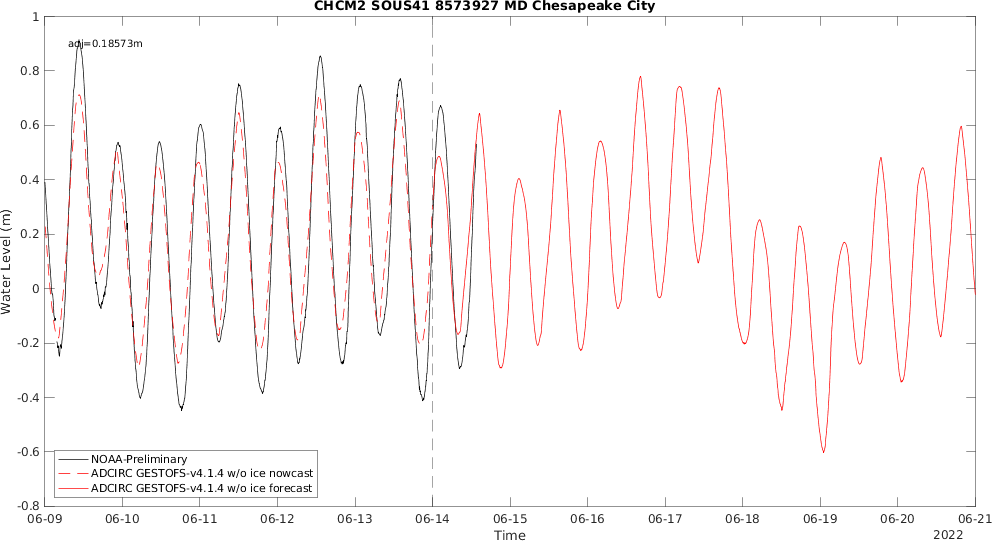 CHCM2 SOUS41 8573927 MD Chesapeake City
adj=0.18573m
Water Level (m)
1
0.8
0.6
0.4
0.2
0
-0.2
-0.4
-0.6
-0.8
NOAA-Preliminary
ADCIRC GESTOFS-v4.1.4 w/o ice nowcast
ADCIRC GESTOFS-v4.1.4 w/o ice forecast
06-09 06-10 06-11 06-12 06-13 06-14 06-15 06-16 06-17 06-18 06-19 06-20 06-21
Time
2022